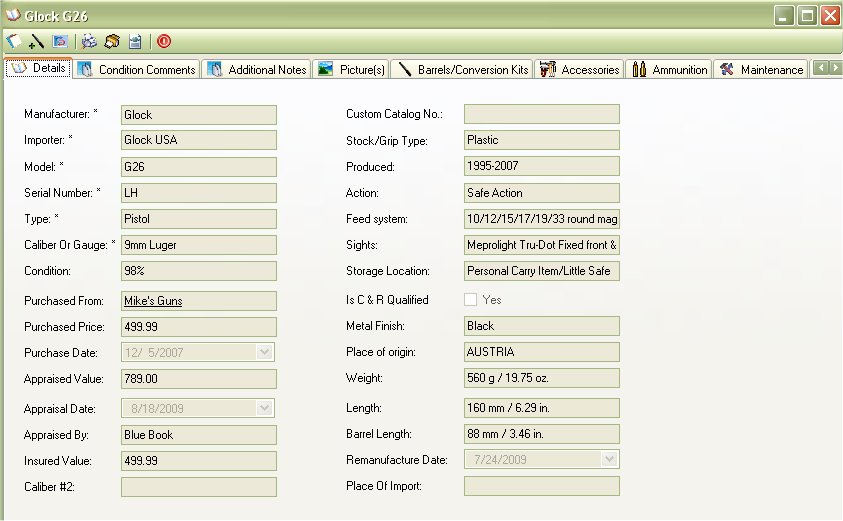 Glock G26
Details Condition Comments Additional Notes Picture(s) Barrels/Conversion Kits Accessories Ammunition Maintenance
Manufacturer: * Glock
Importer: * Glock USA
Model: * G26
Serial Number: * LH
Type: * Pistol
Caliber Or Gauge: * 9mm Luger
Condition: 98%
Purchased From: Mike's Guns
Purchased Price: 499.99
Purchase Date: 12/ 5/2007
Appraised Value: 789.00
Appraisal Date: 8/18/2009
Appraised By: Blue Book
Insured Value: 499.99
Caliber #2:
Custom Catalog No.:
Stock/Grip Type: Plastic
Produced: 1995-2007
Action: Safe Action
Feed system: 10/12/15/17/19/33 round mag
Sights: Meprolight Tru-Dot Fixed front &
Storage Location: Personal Carry Item/Little Safe
Is C & R Qualified Yes
Metal Finish: Black
Place of origin: AUSTRIA
Weight: 560 g / 19.75 oz.
Length: 160 mm / 6.29 in.
Barrel Length: 88 mm / 3.46 in.
Remanufacture Date: 7/24/2009
Place Of Import: